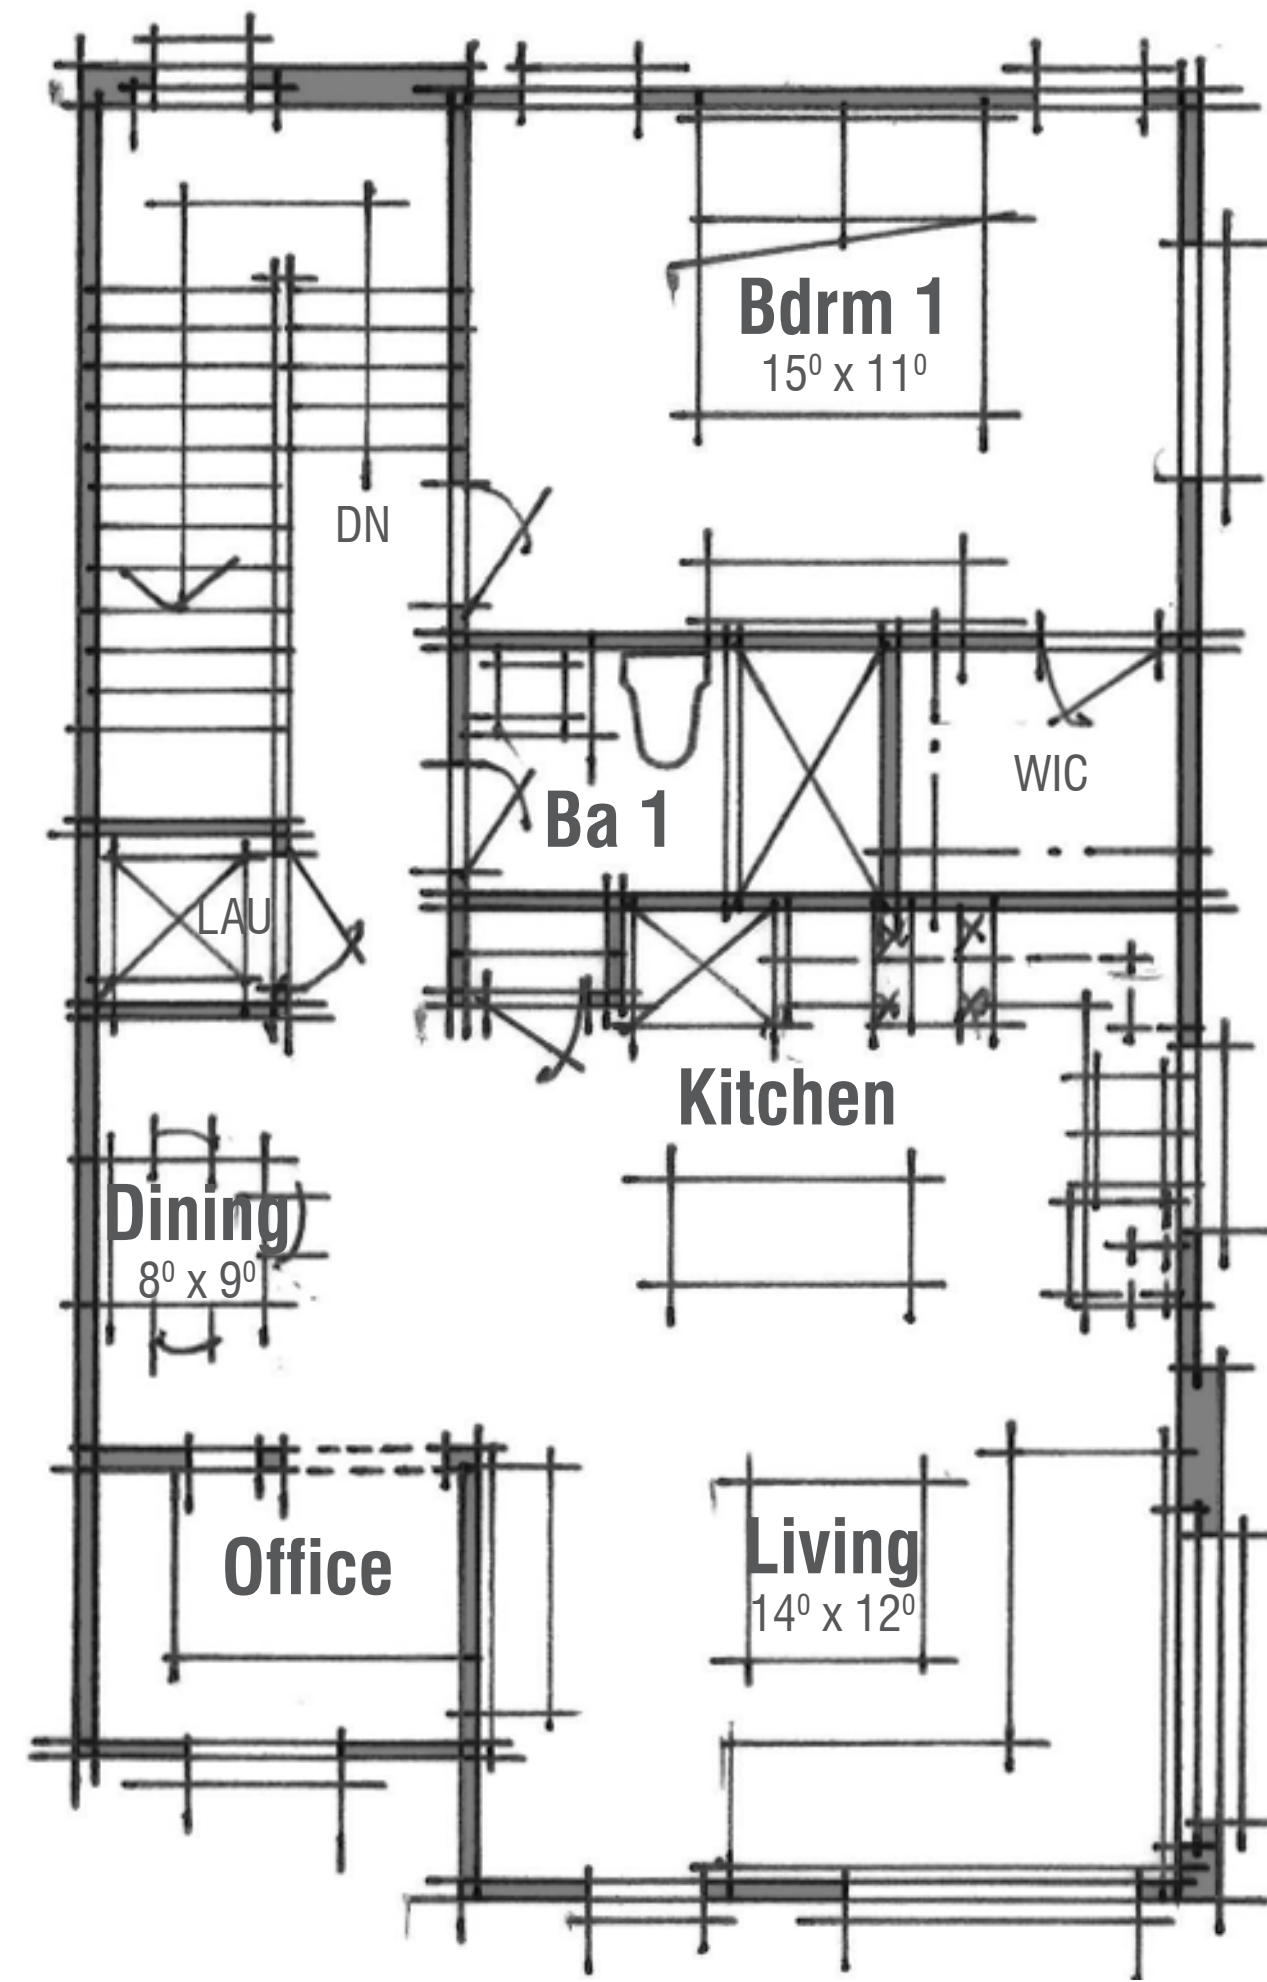 Bdrm 1
15⁰ x 11⁰
DN
WIC
Ba 1
LAU
Kitchen
Dining
8⁰ x 9⁰
Office
Living
14⁰ x 12⁰